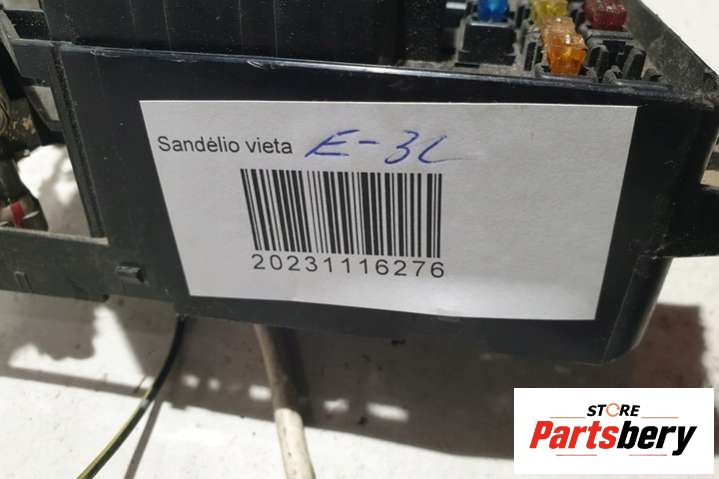 Sandėlio vieta E-3L
20231116276
STORE
Partsbery